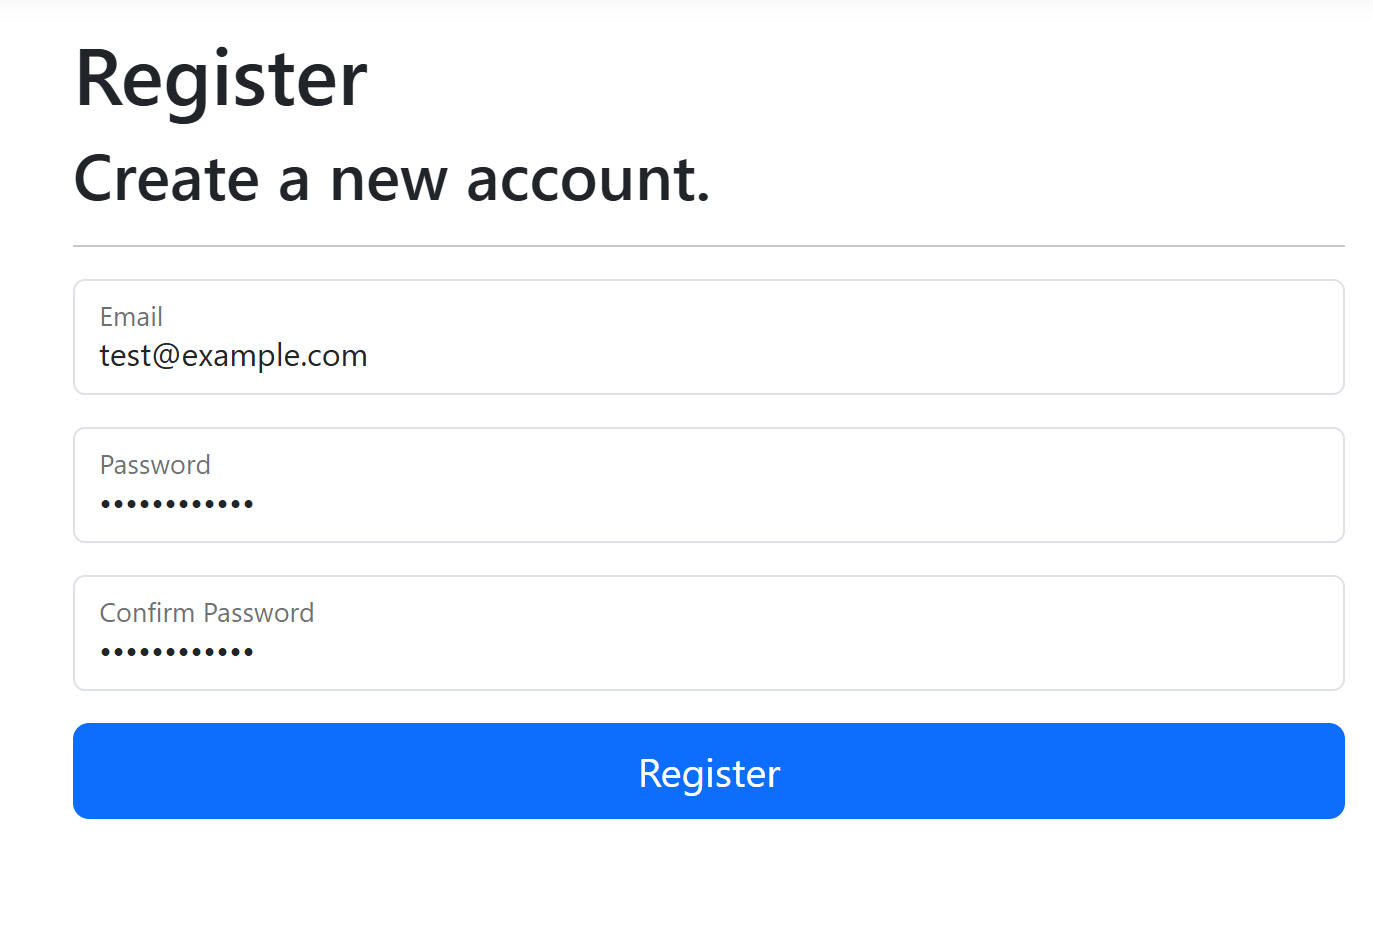 Register
Create a new account.
Email
test@example.com
Password
••••••••••••
Confirm Password
••••••••••••
Register